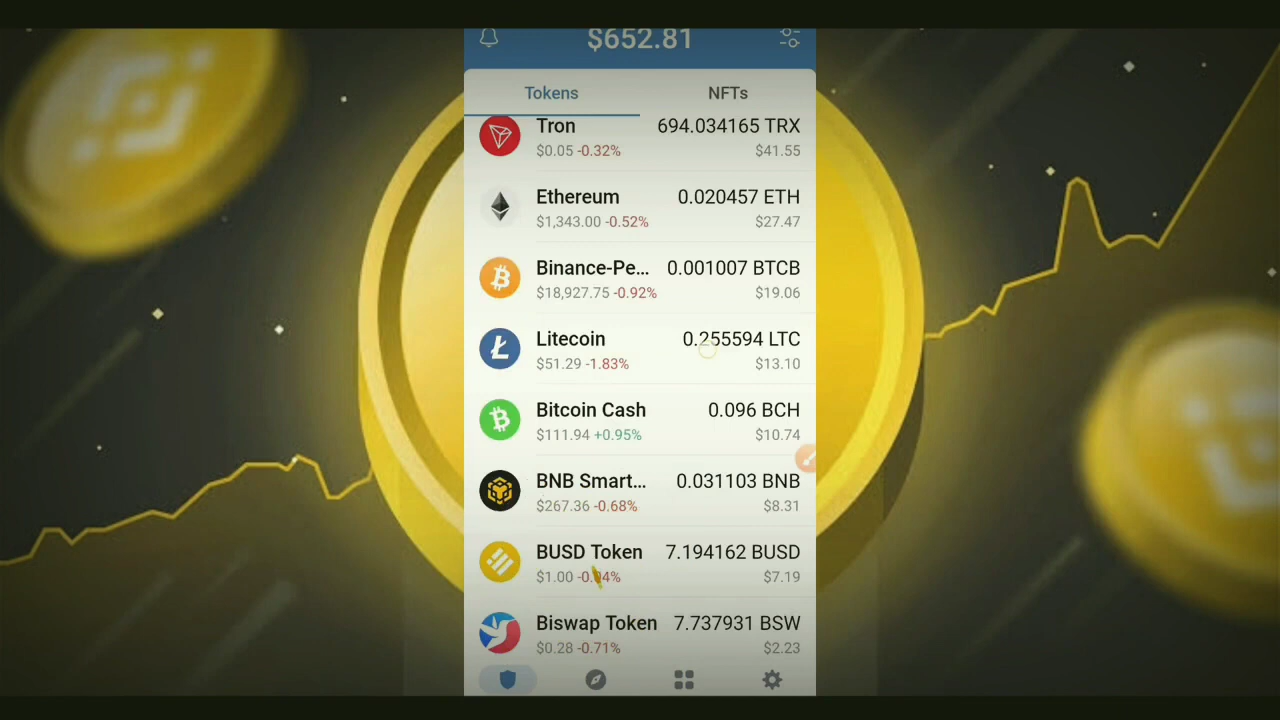 $652.81
Tokens NFTs
Tron 694.034165 TRX
$0.05 -0.32% $41.55
Ethereum 0.020457 ETH
$1,343.00 -0.52% $27.47
Binance-Pe... 0.001007 BTCB
$18,927.75 -0.92% $19.06
Litecoin 0.255594 LTC
$51.29 -1.83% $13.10
Bitcoin Cash 0.096 BCH
$111.94 +0.95% $10.74
BNB Smart... 0.031103 BNB
$267.36 -0.68% $8.31
BUSD Token 7.194162 BUSD
$1.00 -0.04% $7.19
Biswap Token 7.737931 BSW
$0.28 -0.71% $2.23